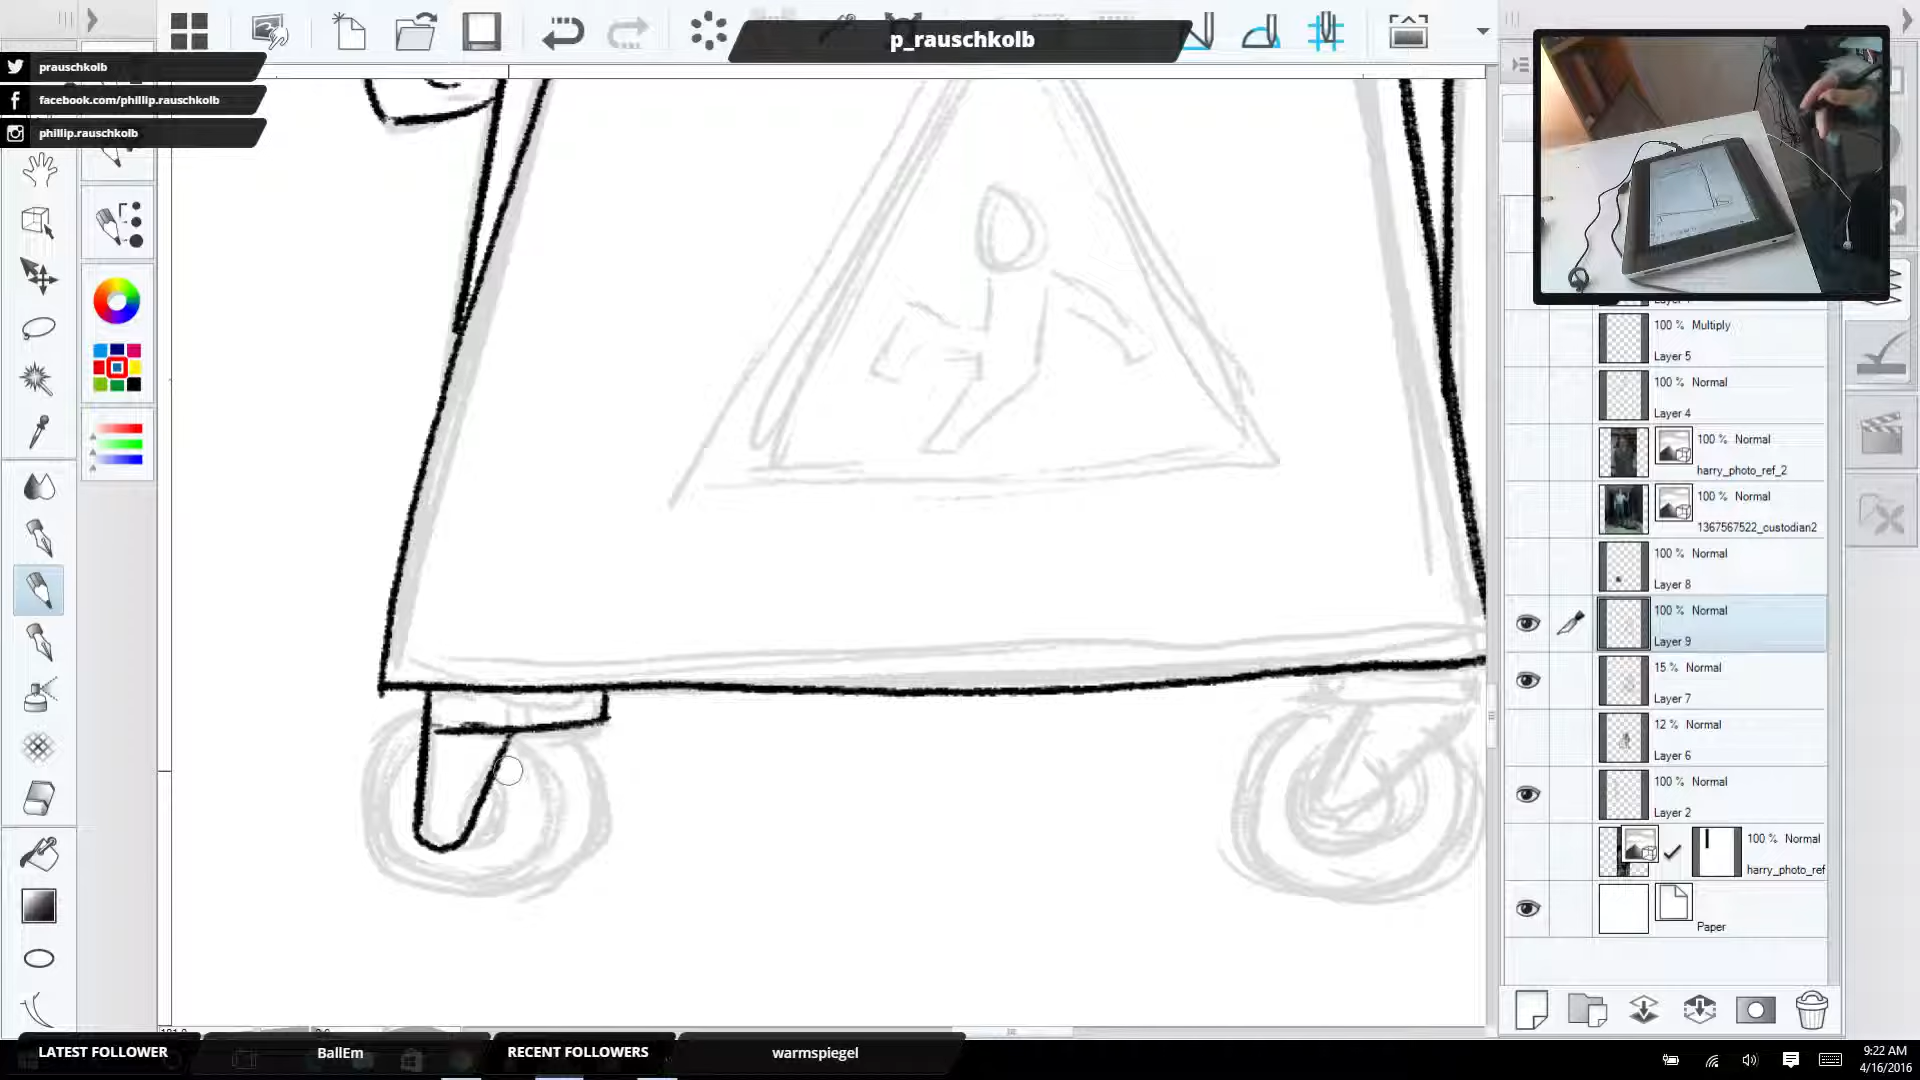 p_rauschkolb
prauschkolb
facebook.com/phillip.rauschkolb
phillip.rauschkolb
100 % Multiply
Layer 5
100 % Normal
Layer 4
100 % Normal
harry_photo_ref_2
100 % Normal
1367567522_custodian2
100 % Normal
Layer 8
100 % Normal
Layer 9
15 % Normal
Layer 7
12 % Normal
Layer 6
100 % Normal
Layer 2
100 % Normal
harry_photo_ref
Paper
LATEST FOLLOWER
BallEm
RECENT FOLLOWERS
warmspiegel
9:22 AM
4/16/2016